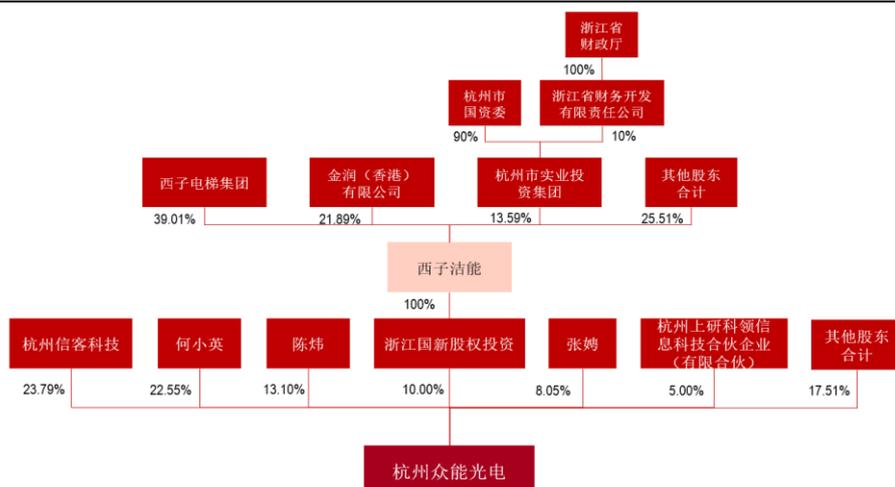 浙江省
财政厅
100%
杭州市
国资委
浙江省财务开发
有限责任公司
90%
10%
西子电梯集团
金润（香港）
有限公司
杭州市实业投
资集团
其他股东
合计
39.01%
21.89%
13.59%
25.51%
西子洁能
100%
杭州信客科技
何小英
陈炜
浙江国新股权投资
张娉
杭州上研科领信
息科技合伙企业
（有限合伙）
其他股东
合计
23.79%
22.55%
13.10%
10.00%
8.05%
5.00%
17.51%
杭州众能光电